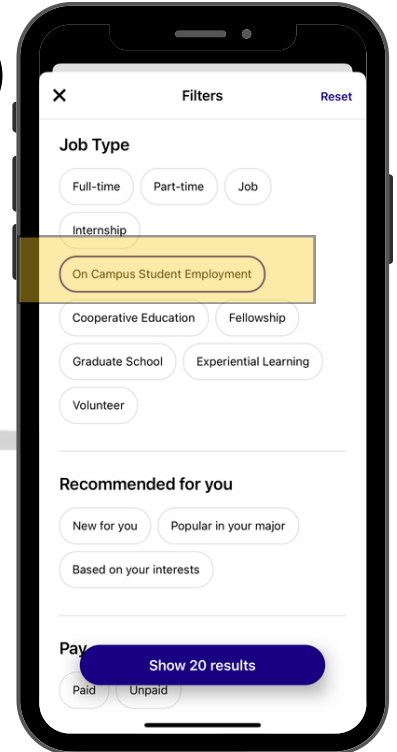 Filters Reset
Job Type
Full-time Part-time Job
Internship
On Campus Student Employment
Cooperative Education Fellowship
Graduate School Experiential Learning
Volunteer
Recommended for you
New for you Popular in your major
Based on your interests
Pay
Show 20 results
Paid Unpaid